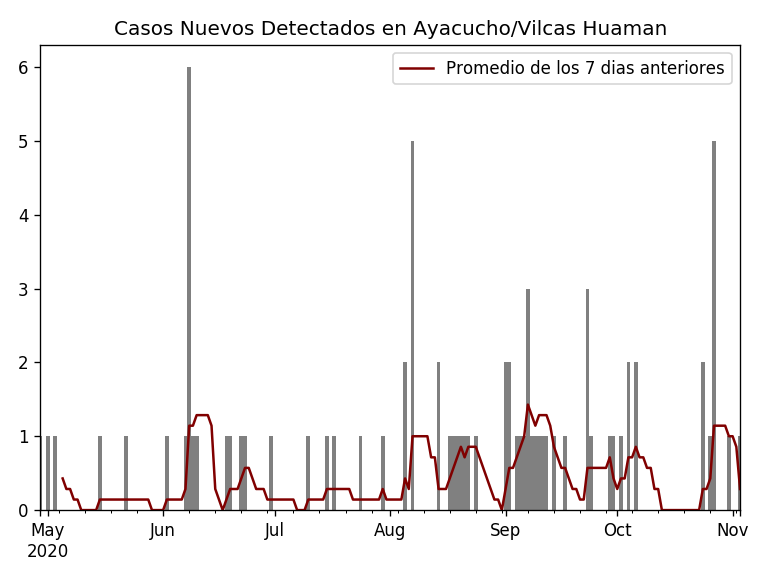 Casos Nuevos Detectados en Ayacucho/Vilcas Huaman
Promedio de los 7 dias anteriores
6
5
4
3
2
1
0
May Jun Jul Aug Sep Oct Nov
2020